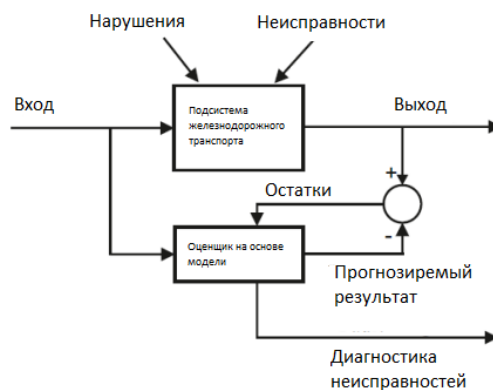 Нарушения
Неисправности
Вход
Подсистема
железнодорожного
транспорта
Выход
+
Остатки
Оценщик на основе
модели
-
Прогнозиремый
результат
Диагностика
неисправностей